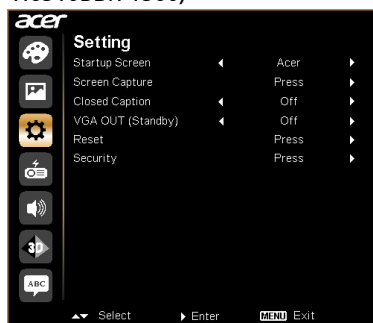 acer
Setting
Startup Screen Acer
Screen Capture Press
Closed Caption Off
VGA OUT (Standby) Off
Reset Press
Security Press
3D
ABC
Select Enter MENU Exit